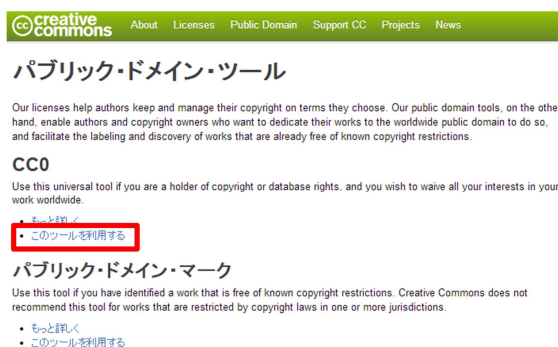 cc creative commons About Licenses Public Domain Support CC Projects News
パブリック・ドメイン・ツール
Our licenses help authors keep and manage their copyright on terms they choose. Our public domain tools, on the othe
hand, enable authors and copyright owners who want to dedicate their works to the worldwide public domain to do so,
and facilitate the labeling and discovery of works that are already free of known copyright restrictions.
CC0
Use this universal tool if you are a holder of copyright or database rights, and you wish to waive all your interests in your
work worldwide.
もっと詳しく
このツールを利用する
パブリック・ドメイン・マーク
Use this tool if you have identified a work that is free of known copyright restrictions. Creative Commons does not
recommend this tool for works that are restricted by copyright laws in one or more jurisdictions.
もっと詳しく
このツールを利用する